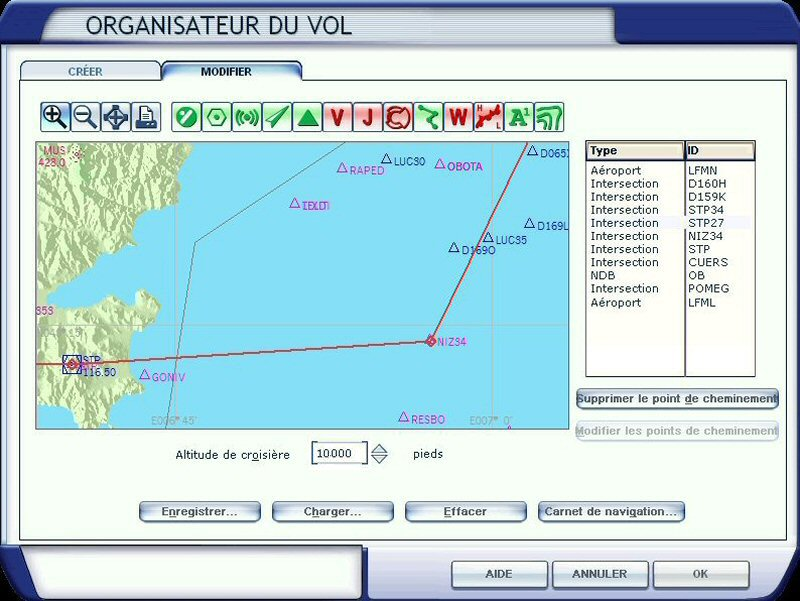 ORGANISATEUR DU VOL
CRÉER
MODIFIER
V J C W H L A1
MUS
423.0
RAPED
LUC30
OBOTA
D065
D169L
LUC35
D169O
353
NIZ34
STP
116.50
GONIV
RESBO
E006° 45'
E007° 0'
Type ID
Aéroport LFMN
Intersection D160H
Intersection D159K
Intersection STP34
Intersection STP27
Intersection NIZ34
Intersection STP
Intersection CUERS
NDB OB
Intersection POMEG
Aéroport LFML
Supprimer le point de cheminement
Modifier les points de cheminement
Altitude de croisière 10.000 pieds
Enregistrer... Charger... Effacer Carnet de navigation...
AIDE ANNULER OK